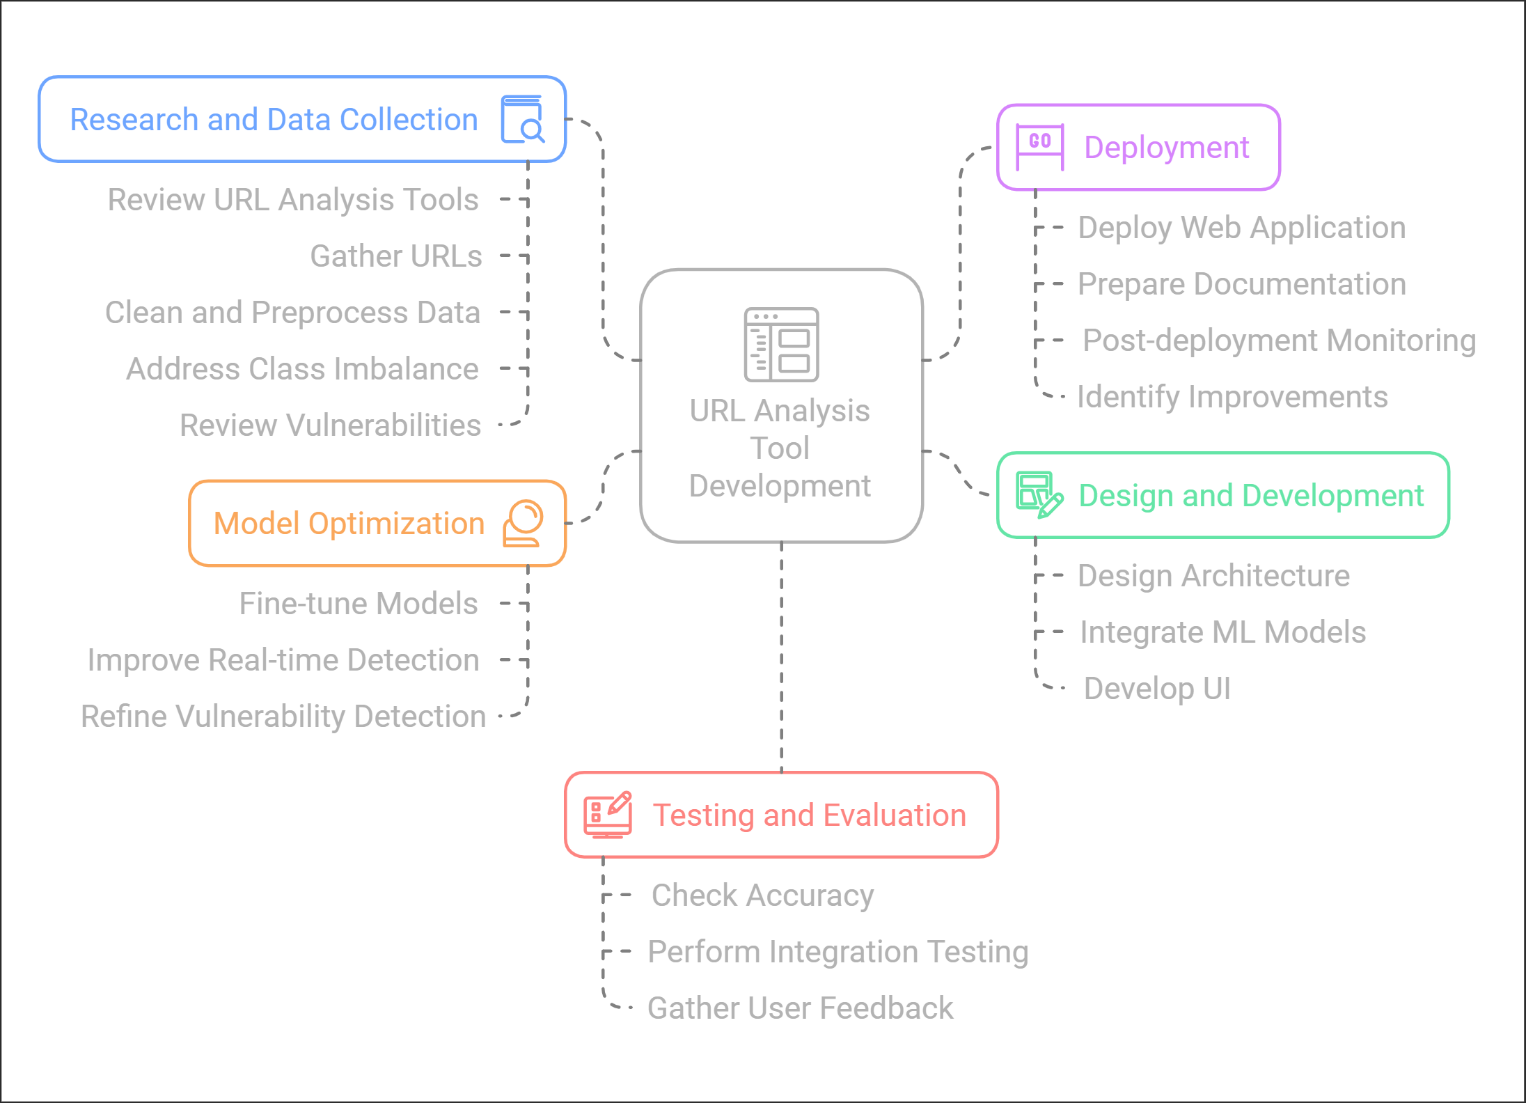 Research and Data Collection
Review URL Analysis Tools
Gather URLs
Clean and Preprocess Data
Address Class Imbalance
Review Vulnerabilities
Model Optimization
Fine-tune Models
Improve Real-time Detection
Refine Vulnerability Detection
URL Analysis
Tool
Development
GO
Deployment
Deploy Web Application
Prepare Documentation
Post-deployment Monitoring
Identify Improvements
Design and Development
Design Architecture
Integrate ML Models
Develop UI
Testing and Evaluation
Check Accuracy
Perform Integration Testing
Gather User Feedback